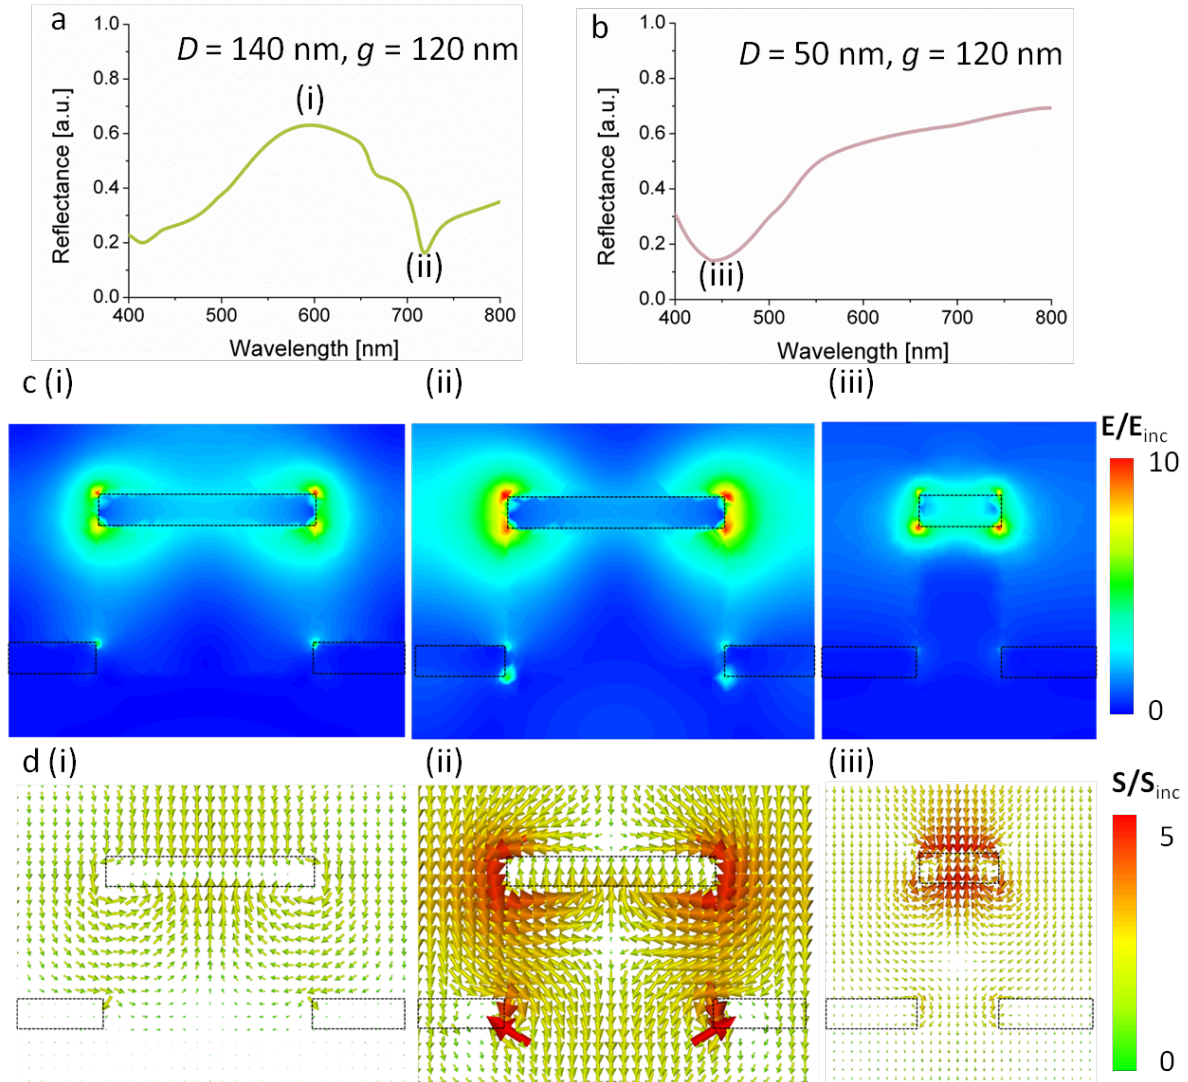 a
D = 140 nm, g = 120 nm
(i)
(ii)
Reflectance [a.u.]
1.0
0.8
0.6
0.4
0.2
0.0
400
500
600
700
800
Wavelength [nm]
b
D = 50 nm, g = 120 nm
(iii)
Reflectance [a.u.]
1.0
0.8
0.6
0.4
0.2
0.0
400
500
600
700
800
Wavelength [nm]
c (i)
(ii)
(iii)
E/Einc
10
0
d (i)
(ii)
(iii)
S/Sinc
5
0